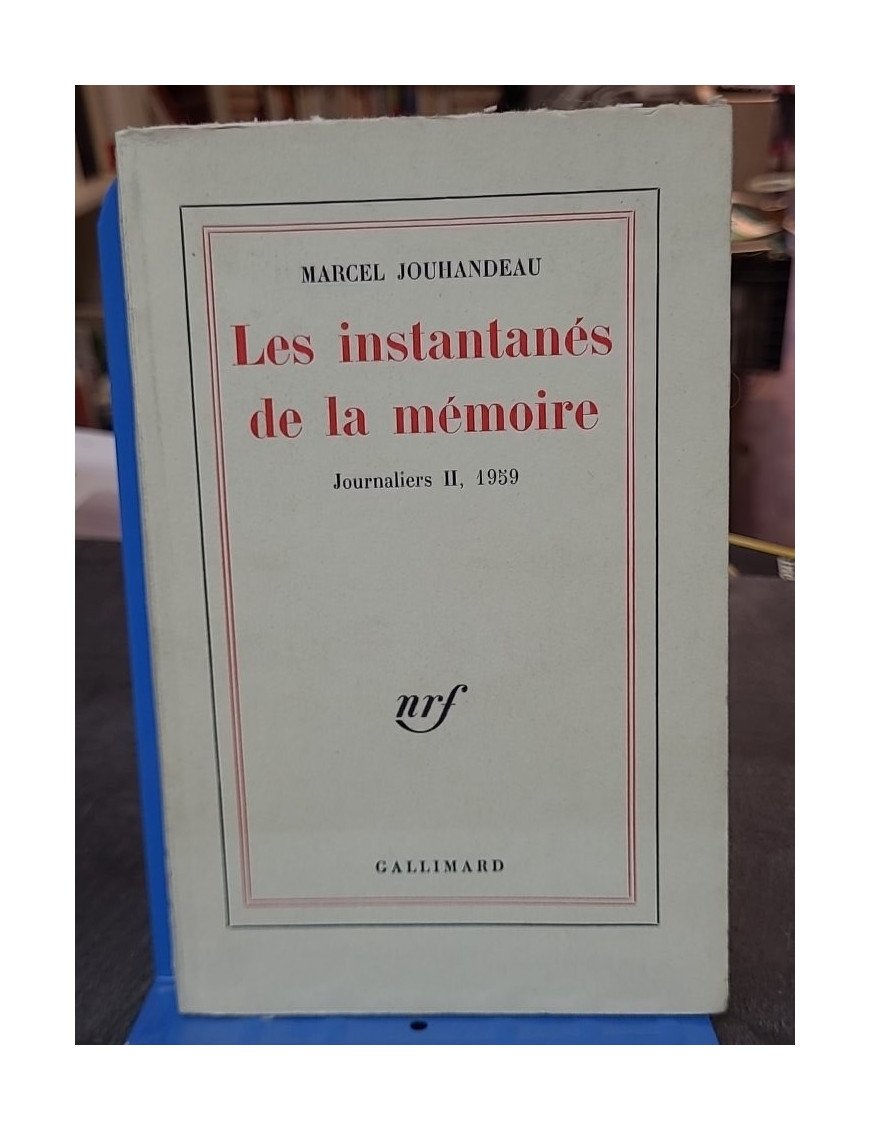 MARCEL JOUHANDEAU
Les instantanés
de la mémoire
Journaliers II, 1959
nrf
GALLIMARD